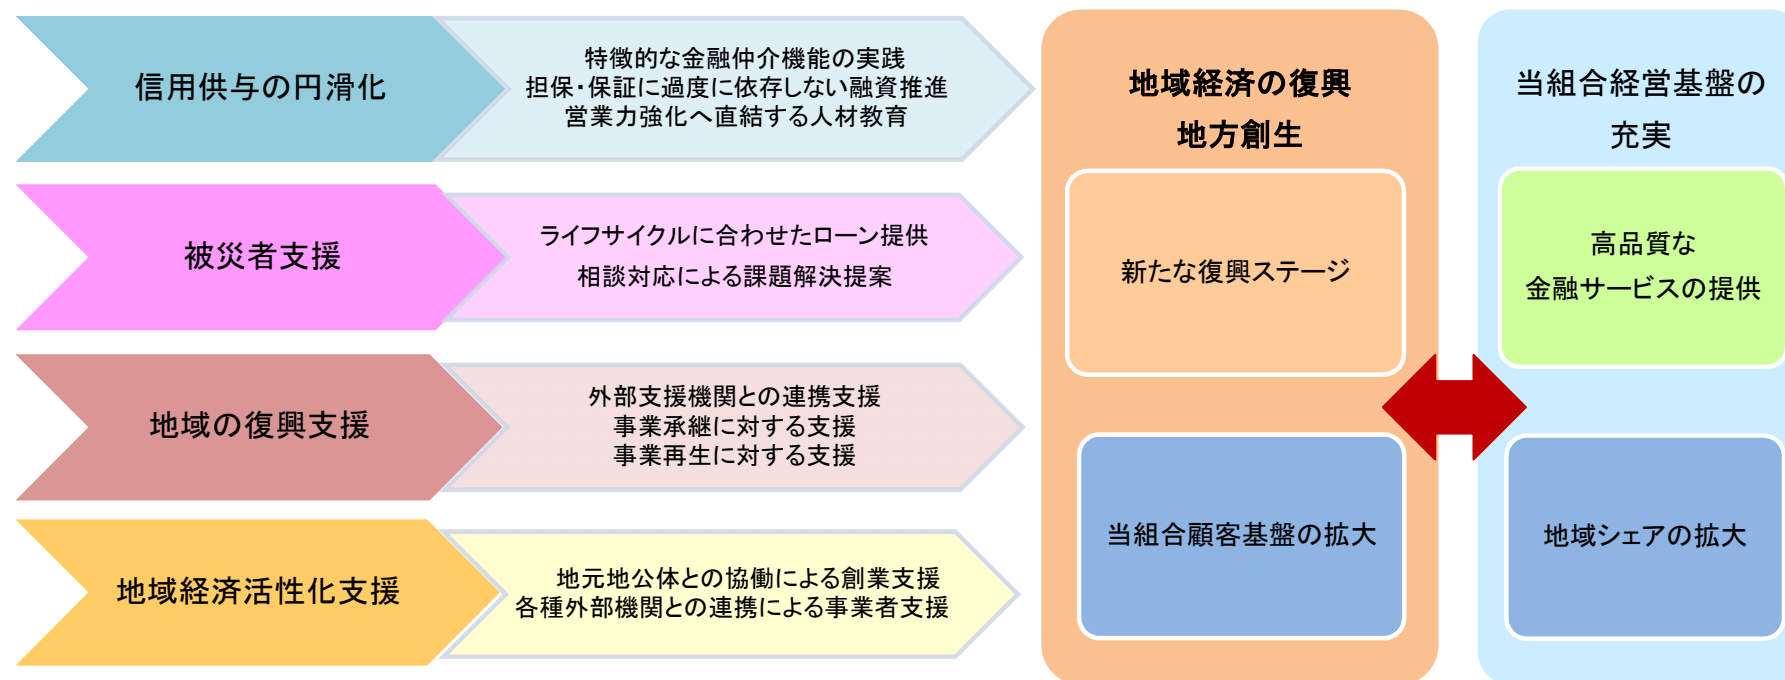 信用供与の円滑化
特徴的な金融仲介機能の実践
担保・保証に過度に依存しない融資推進
営業力強化へ直結する人材教育
被災者支援
ライフサイクルに合わせたローン提供
相談対応による課題解決提案
地域の復興支援
外部支援機関との連携支援
事業承継に対する支援
事業再生に対する支援
地域経済活性化支援
地元地公体との協働による創業支援
各種外部機関との連携による事業者支援
地域経済の復興
地方創生
新たな復興ステージ
当組合顧客基盤の拡大
当組合経営基盤の
充実
高品質な
金融サービスの提供
地域シェアの拡大